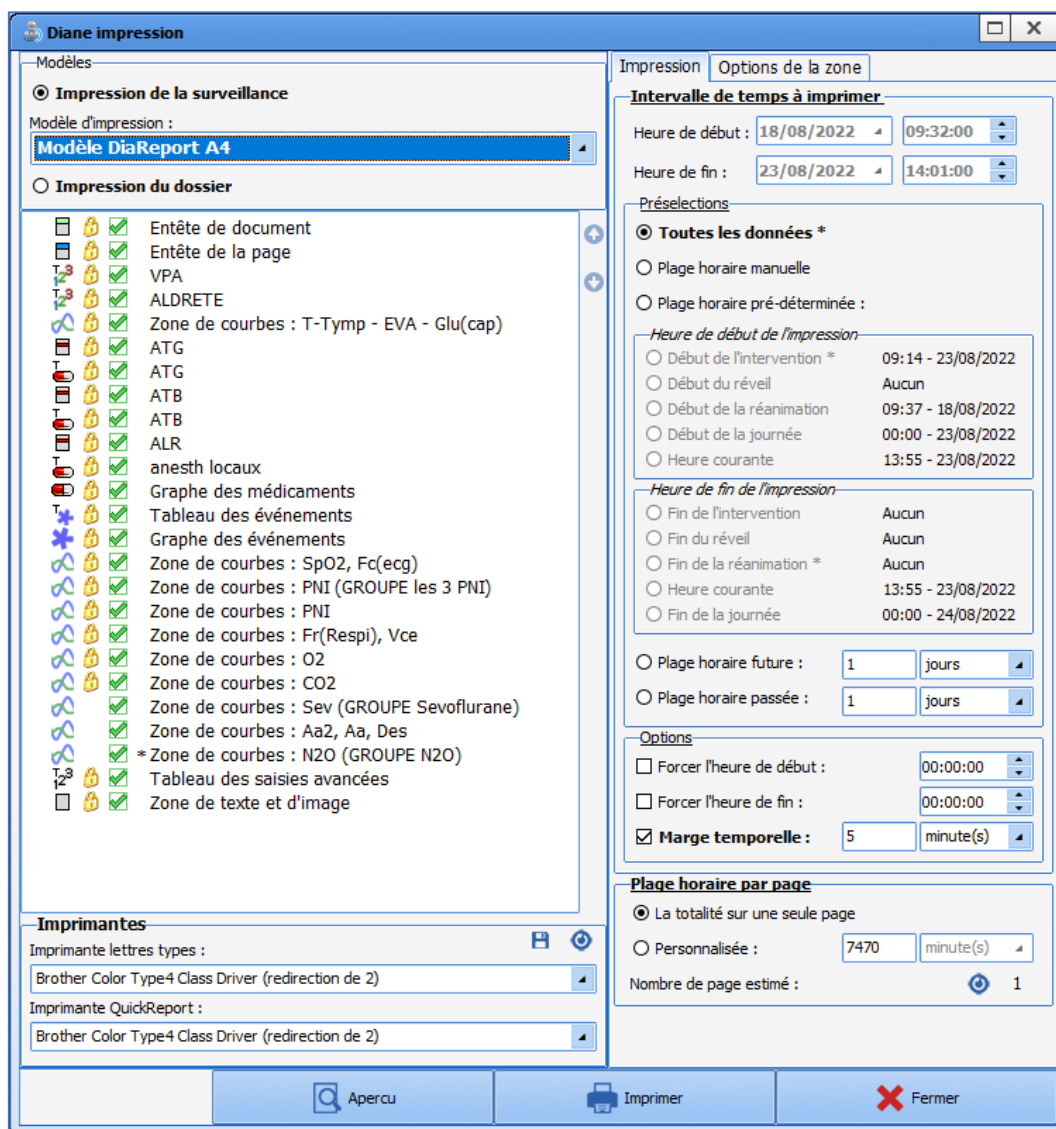 Diane impression
Modèles
Impression de la surveillance
Modèle d'impression :
Modèle DiaReport A4
Impression du dossier
Entête de document
Entête de la page
VPA
ALDRETE
Zone de courbes : T-Tymp - EVA - Glu(cap)
ATG
ATG
ATB
ATB
ALR
anesth locaux
Graphe des médicaments
Tableau des événements
Graphe des événements
Zone de courbes : SpO2, Fc(ecg)
Zone de courbes : PNI (GROUPE les 3 PNI)
Zone de courbes : PNI
Zone de courbes : Fr(Respi), Vce
Zone de courbes : O2
Zone de courbes : CO2
Zone de courbes : Sev (GROUPE Sevoflurane)
Zone de courbes : Aa2, Aa, Des
* Zone de courbes : N2O (GROUPE N2O)
Tableau des saisies avancées
Zone de texte et d'image
Imprimantes
Imprimante lettres types :
Brother Color Type4 Class Driver (redirection de 2)
Imprimante QuickReport :
Brother Color Type4 Class Driver (redirection de 2)
Impression Options de la zone
Intervalle de temps à imprimer
Heure de début : 18/08/2022 09:32:00
Heure de fin : 23/08/2022 14:01:00
Préselections
Toutes les données *
Plage horaire manuelle
Plage horaire pré-déterminée :
Heure de début de l'impression
Début de l'intervention * 09:14 - 23/08/2022
Début du réveil Aucun
Début de la réanimation 09:37 - 18/08/2022
Début de la journée 00:00 - 23/08/2022
Heure courante 13:55 - 23/08/2022
Heure de fin de l'impression
Fin de l'intervention Aucun
Fin du réveil Aucun
Fin de la réanimation * Aucun
Heure courante 13:55 - 23/08/2022
Fin de la journée 00:00 - 24/08/2022
Plage horaire future : 1 jours
Plage horaire passée : 1 jours
Options
Forcer l'heure de début : 00:00:00
Forcer l'heure de fin : 00:00:00
Marge temporelle : 5 minute(s)
Plage horaire par page
La totalité sur une seule page
Personnalisée : 7470 minute(s)
Nombre de page estimé : 1
Apercu Imprimer Fermer